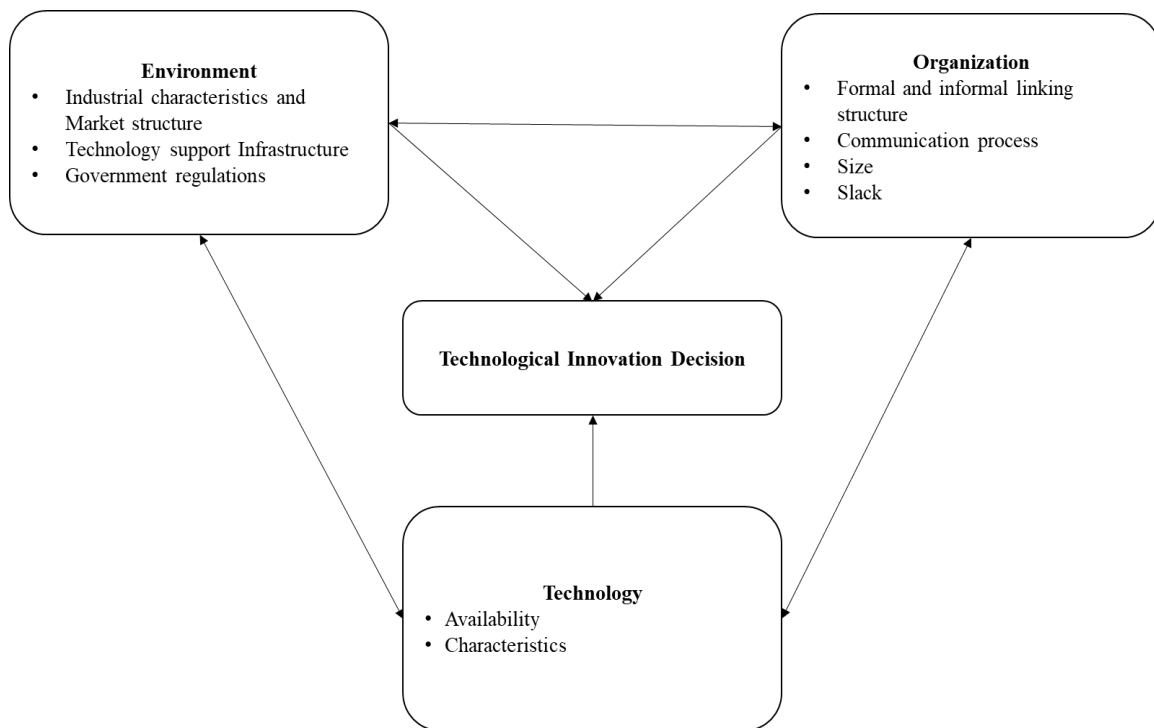 Environment
• Industrial characteristics and
Market structure
• Technology support Infrastructure
• Government regulations
Organization
• Formal and informal linking
structure
• Communication process
• Size
• Slack
Technological Innovation Decision
Technology
• Availability
• Characteristics